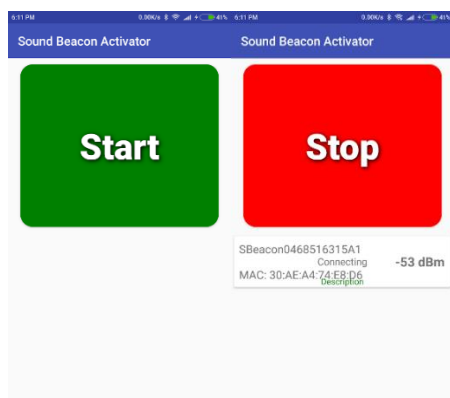 6:11 PM
0.00K/s
41%
Sound Beacon Activator
Start
6:11 PM
0.90K/s
41%
Sound Beacon Activator
Stop
SBeacon0468516315A1
Connecting
-53 dBm
MAC: 30:AE:A4:74:E8:D6
Description